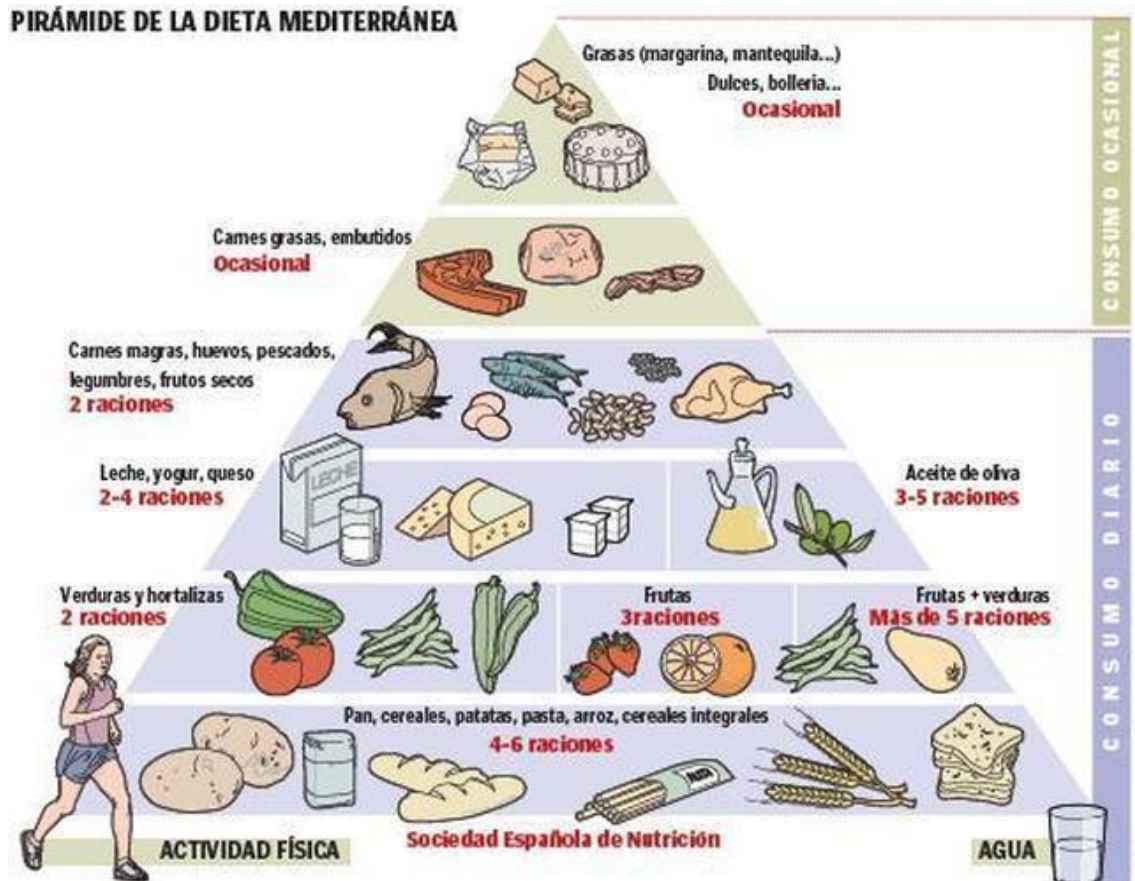 PIRÁMIDE DE LA DIETA MEDITERRÁNEA
Grasas (margarina, mantequila...)
Dulces, bolleria...
Ocasional
CONSUMO OCASIONAL
Carnes grasas, embutidos
Ocasional
Carnes magras, huevos, pescados,
legumbres, frutos secos
2 raciones
Leche, yogur, queso
2-4 raciones
LECHE
Aceite de oliva
3-5 raciones
CONSUMO DIARIO
Verduras y hortalizas
2 raciones
Frutas
3raciones
Frutas + verduras
Más de 5 raciones
Pan, cereales, patatas, pasta, arroz, cereales integrales
4-6 raciones
PASTA
Sociedad Española de Nutrición
ACTIVIDAD FÍSICA
AGUA